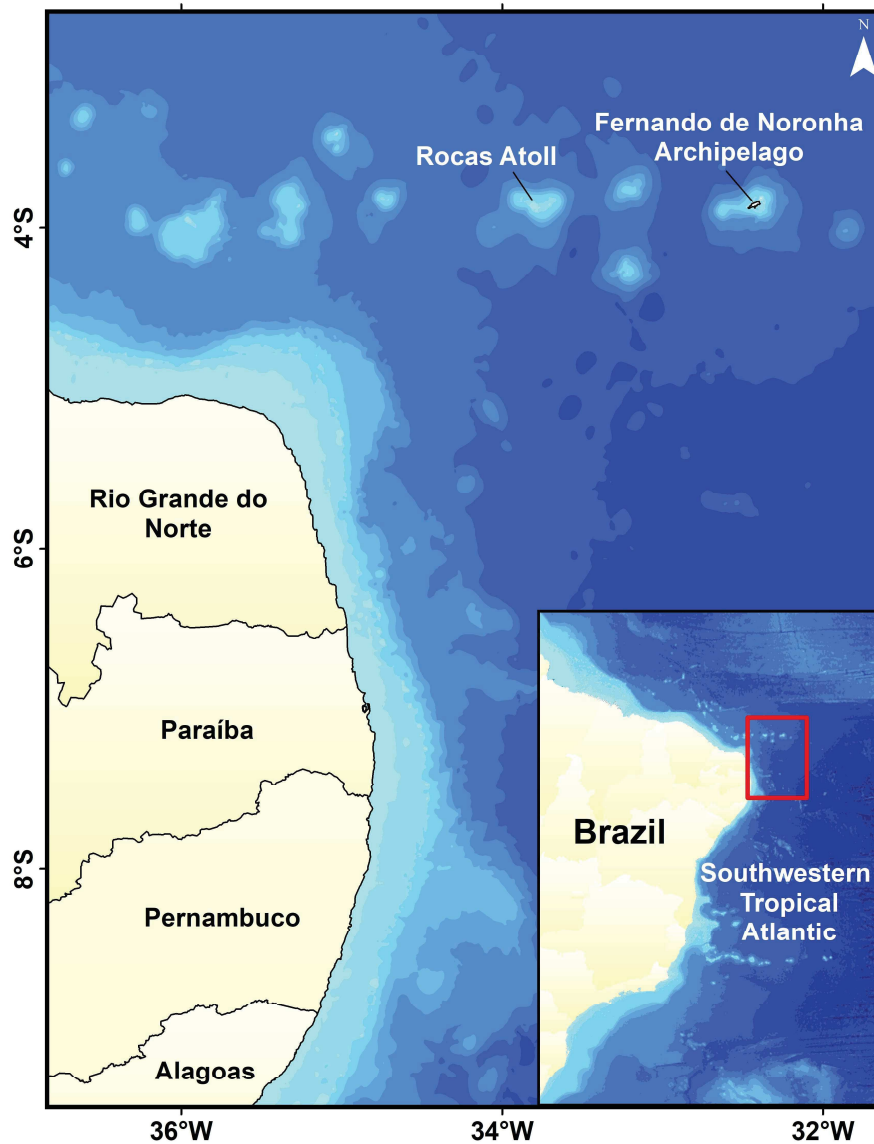 N
Fernando de Noronha
Archipelago
Rocas Atoll
4°S
Rio Grande do
Norte
6°S
Paraíba
Brazil
8°S
Southwestern
Tropical
Atlantic
Pernambuco
Alagoas
36°W
34°W
32°W